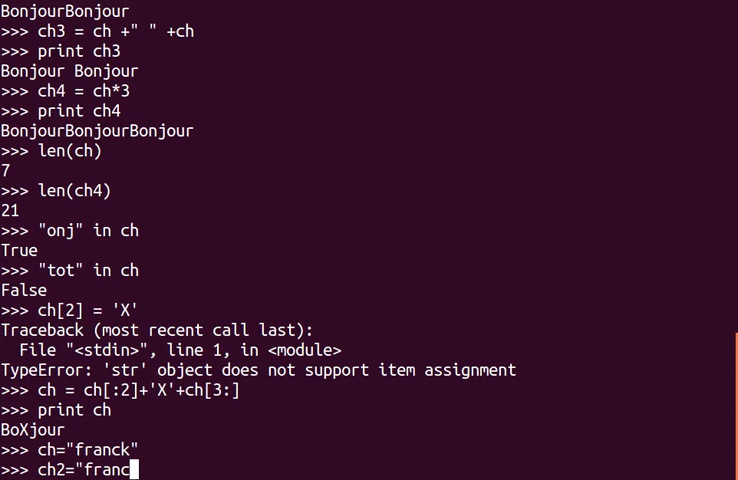 BonjourBonjour
>>> ch3 = ch +" " +ch
>>> print ch3
Bonjour Bonjour
>>> ch4 = ch*3
>>> print ch4
BonjourBonjourBonjour
>>> len(ch)
7
>>> len(ch4)
21
>>> "onj" in ch
True
>>> "tot" in ch
False
>>> ch[2] = 'X'
Traceback (most recent call last):
  File "<stdin>", line 1, in <module>
TypeError: 'str' object does not support item assignment
>>> ch = ch[:2]+'X'+ch[3:]
>>> print ch
BoXjour
>>> ch="franck"
>>> ch2="franc